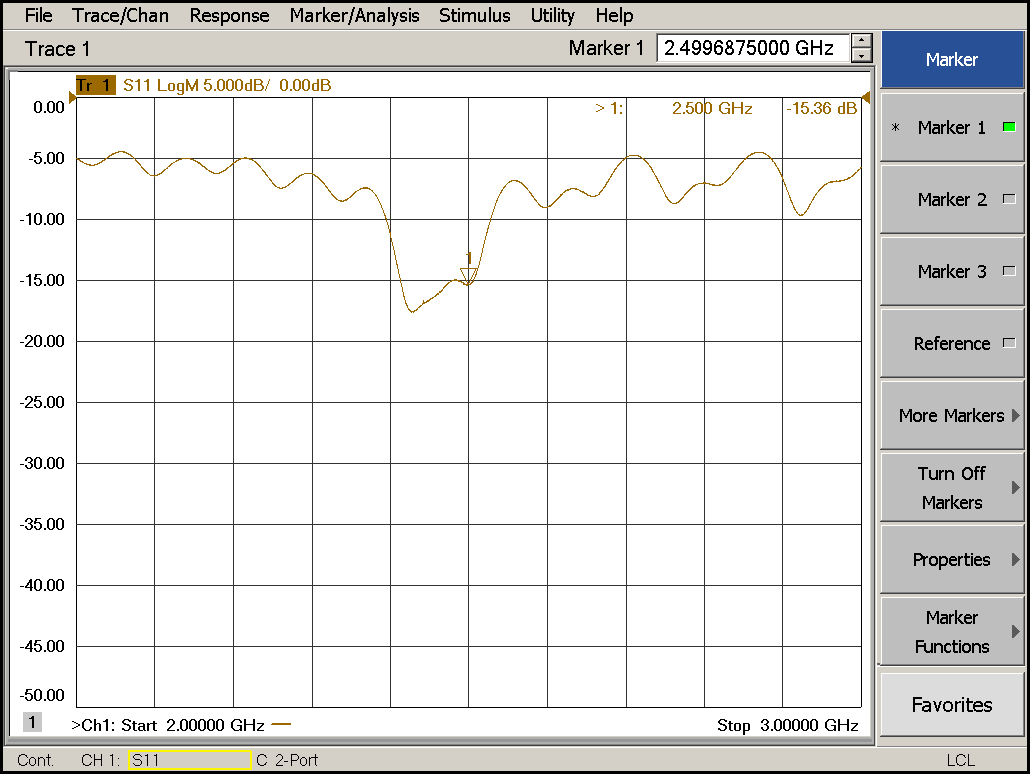 File Trace/Chan Response Marker/Analysis Stimulus Utility Help
Trace 1 Marker 1 2.4996875000 GHz
Marker
Tr 1 S11 LogM 5.000dB/ 0.00dB
0.00
> 1: 2.500 GHz -15.36 dB
-5.00
-10.00
-15.00
-20.00
-25.00
-30.00
-35.00
-40.00
-45.00
-50.00
1
1 >Ch1: Start 2.00000 GHz Stop 3.00000 GHz
* Marker 1
Marker 2
Marker 3
Reference
More Markers
Turn Off
Markers
Properties
Marker
Functions
Favorites
Cont. CH 1: S11 C 2-Port LCL